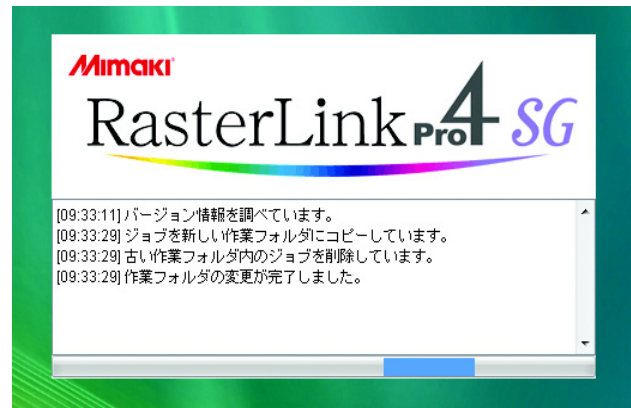 Mimaki
RasterLink Pro4 SG
[09:33:11] バージョン情報を調べています。
[09:33:29] ジョブを新しい作業フォルダにコピーしています。
[09:33:29] 古い作業フォルダ内のジョブを削除しています。
[09:33:29] 作業フォルダの変更が完了しました。